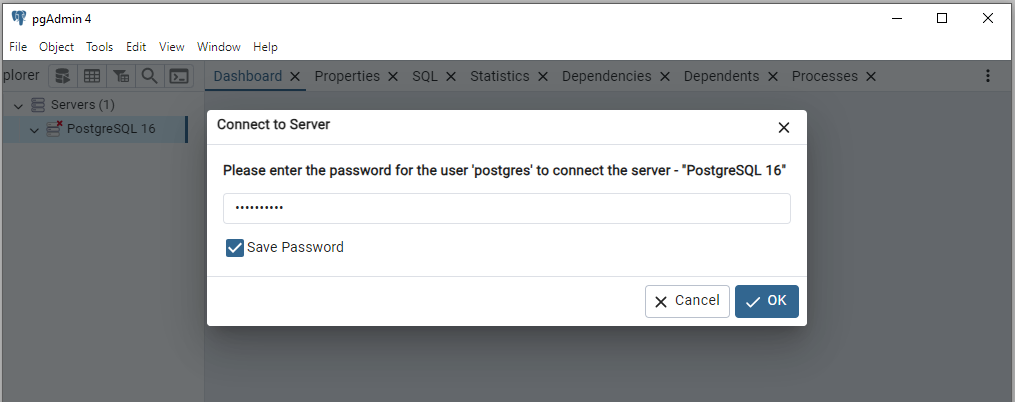 pgAdmin 4
File Object Tools Edit View Window Help
plorer
Dashboard Properties SQL Statistics Dependencies Dependents Processes
Servers (1)
PostgreSQL 16
Connect to Server
Please enter the password for the user 'postgres' to connect the server - "PostgreSQL 16"
••••••••••
Save Password
Cancel OK